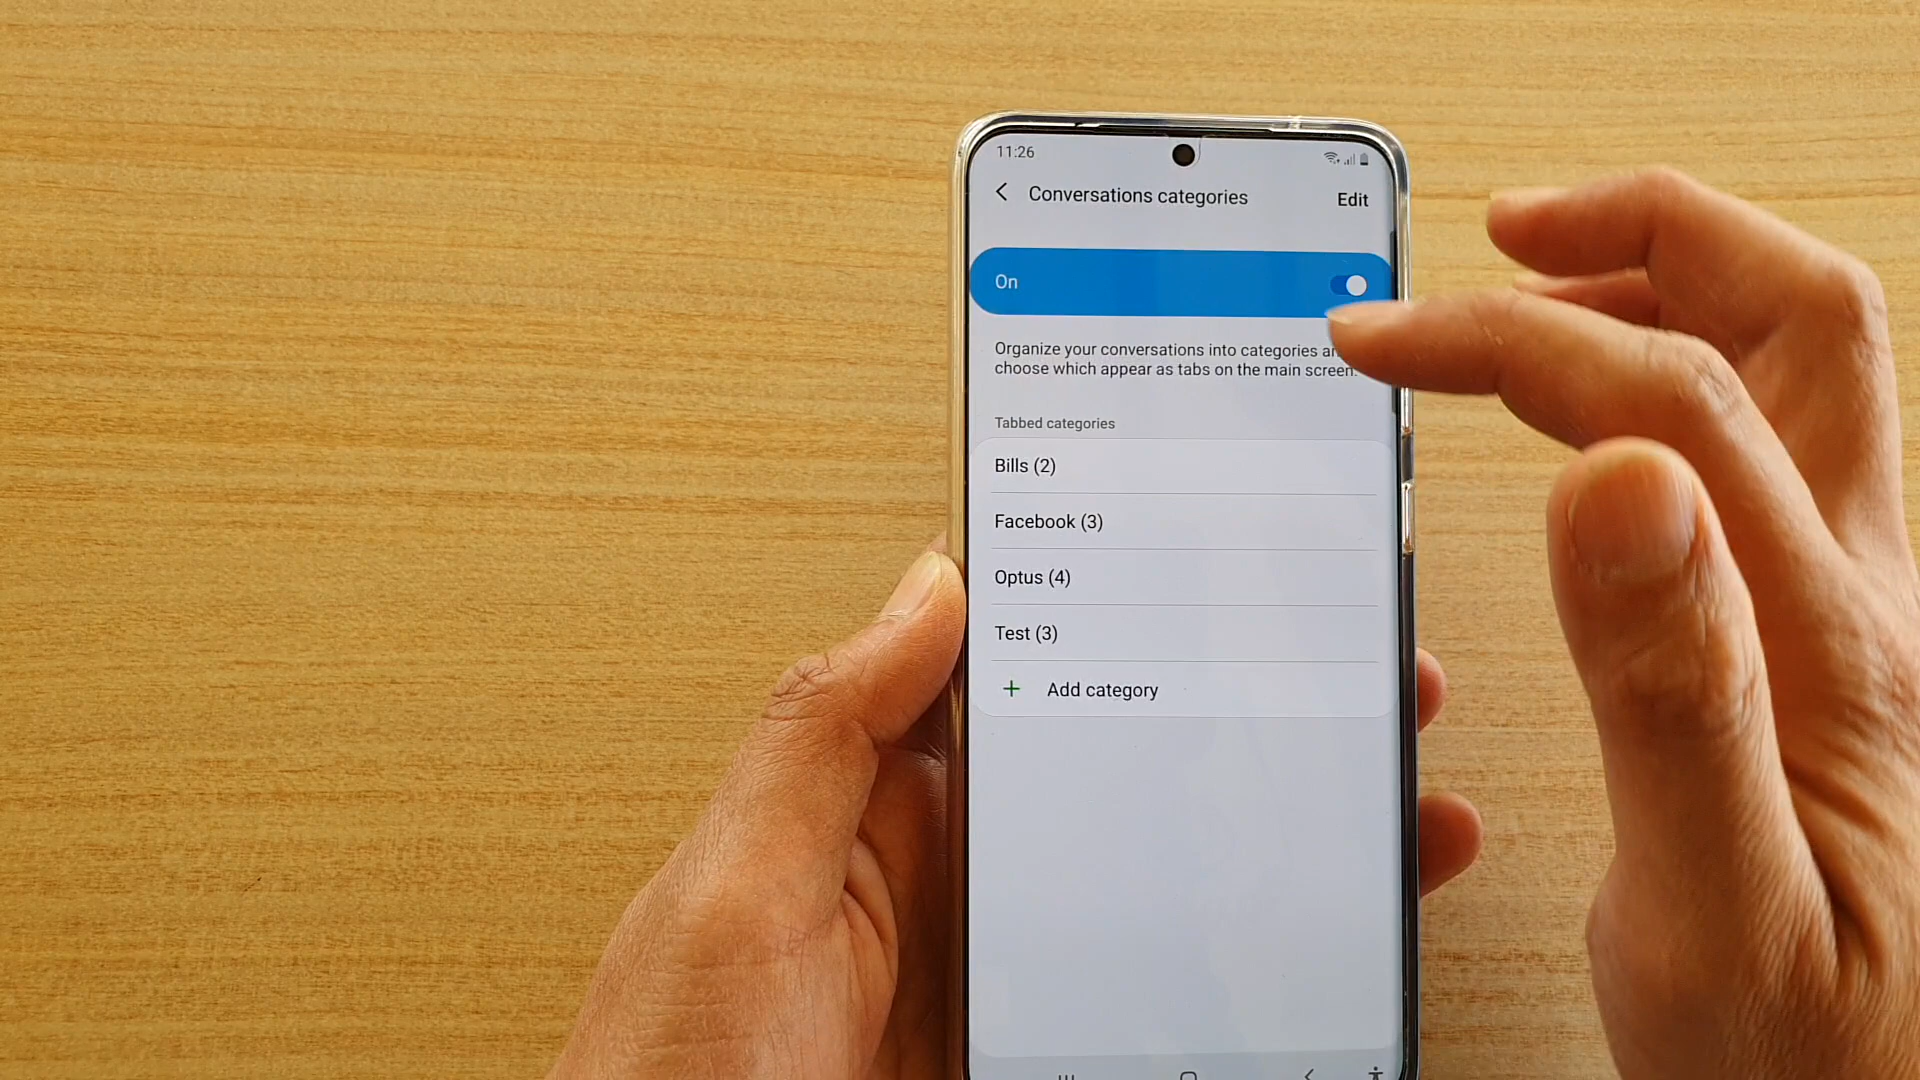 11:26
Conversations categories
Edit
On
Organize your conversations into categories
choose which appear as tabs on the main screen.
Tabbed categories
Bills (2)
Facebook (3)
Optus (4)
Test (3)
+ Add category